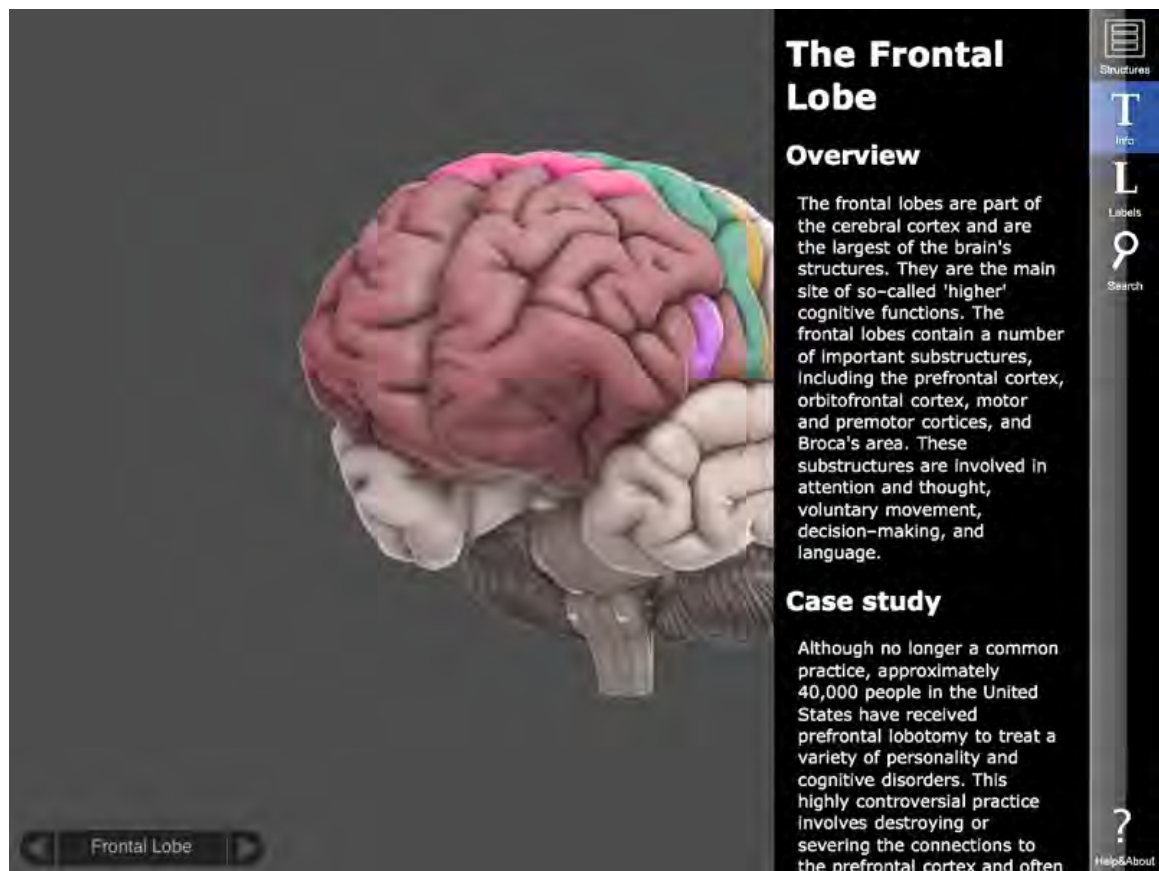 The Frontal
Lobe
Overview
The frontal lobes are part of
the cerebral cortex and are
the largest of the brain's
structures. They are the main
site of so-called 'higher'
cognitive functions. The
frontal lobes contain a number
of important substructures,
including the prefrontal cortex,
orbitofrontal cortex, motor
and premotor cortices, and
Broca's area. These
substructures are involved in
attention and thought,
voluntary movement,
decision-making, and
language.
Case study
Although no longer a common
practice, approximately
40,000 people in the United
States have received
prefrontal lobotomy to treat a
variety of personality and
cognitive disorders. This
highly controversial practice
involves destroying or
severing the connections to
the prefrontal cortex and often
Structures
T
Info
L
Labels
Search
?
Help&About
Frontal Lobe